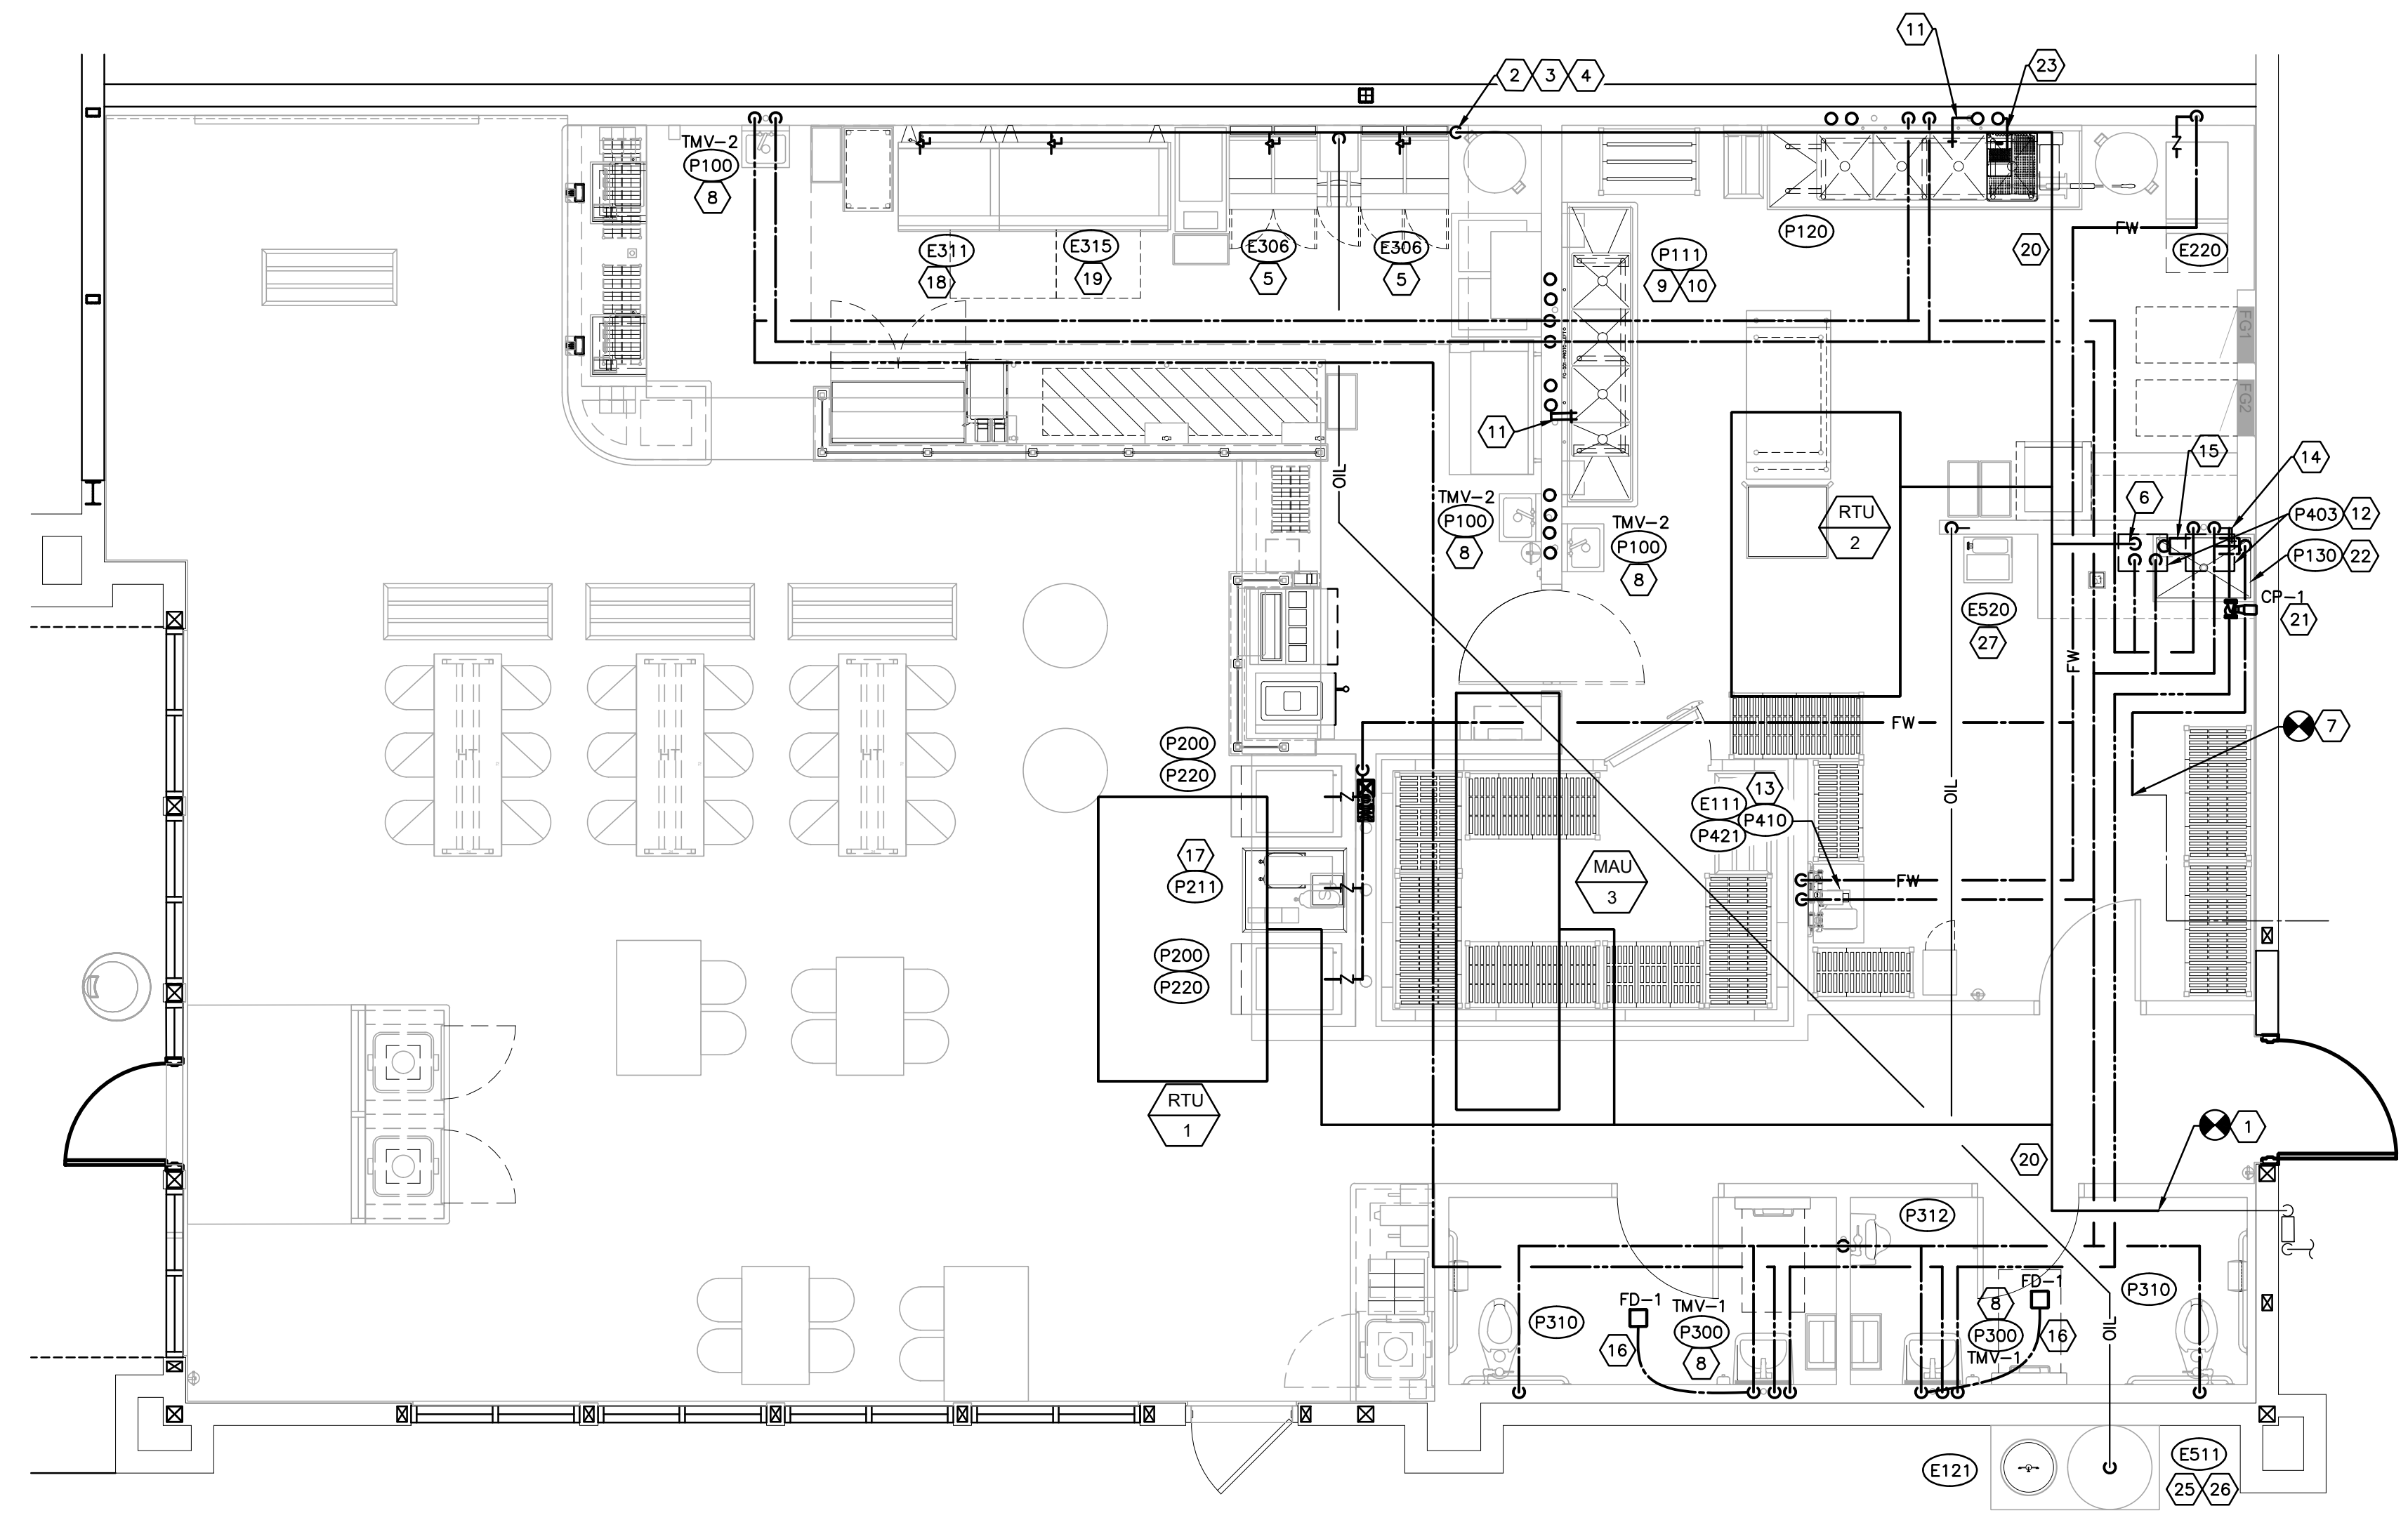 11
23
2 3 4
TMV-2
P100
8
E311
18
E315
19
E306
5
E306
5
P111
9 10
P120
20
FW
E220
FG1
FG2
11
OIL
TMV-2
P100
8
TMV-2
P100
8
RTU
2
15
14
6
P403 12
P130 22
CP-1
21
E520
27
FW
FW
7
P200
P220
HT
HT
HT
OIL
13
E111
P410
P421
17
P211
MAU
3
FW
P200
P220
RTU
1
1
20
P312
FD-1
P310
FD-1
TMV-1
P300
8
16
P310
8
P300
16
TMV-1
OIL
E121
E511
25 26